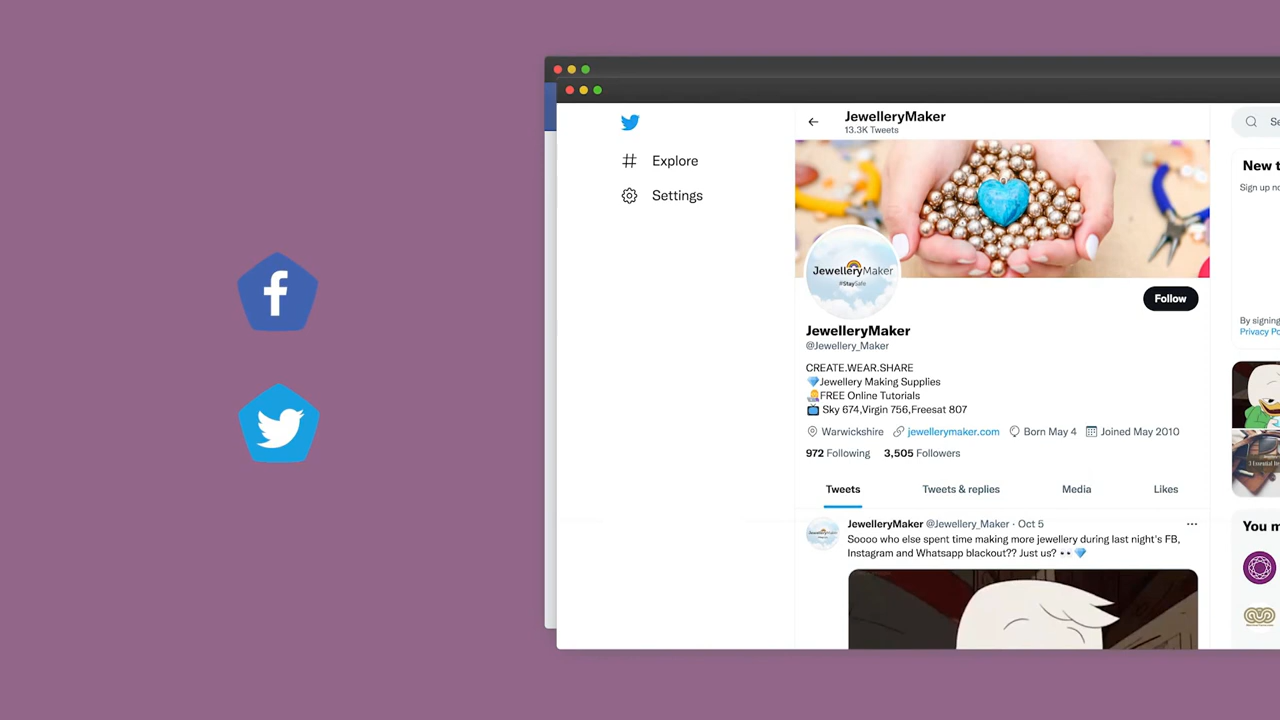 JewelleryMaker
13.3K Tweets
Se
Explore
Settings
New t
Sign up no
JewelleryMaker
#StaySafe
Follow
By signing
Privacy Po
JewelleryMaker
@Jewellery_Maker
CREATE.WEAR.SHARE
💎Jewellery Making Supplies
👷FREE Online Tutorials
📺 Sky 674,Virgin 756,Freesat 807
Warwickshire jewellerymaker.com Born May 4 Joined May 2010
972 Following 3,505 Followers
Tweets Tweets & replies Media Likes
JewelleryMaker @Jewellery_Maker · Oct 5 ···
Soooo who else spent time making more jewellery during last night's FB,
Instagram and Whatsapp blackout?? Just us? 👀 💎
You m